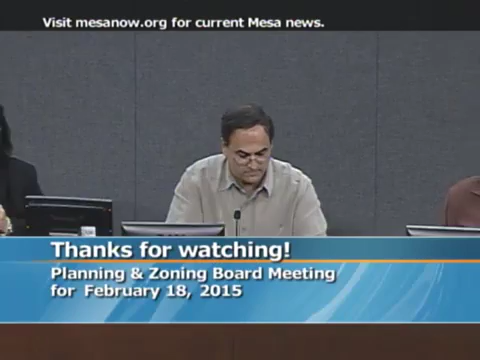 Visit mesanow.org for current Mesa news.
Thanks for watching!
Planning & Zoning Board Meeting
for February 18, 2015